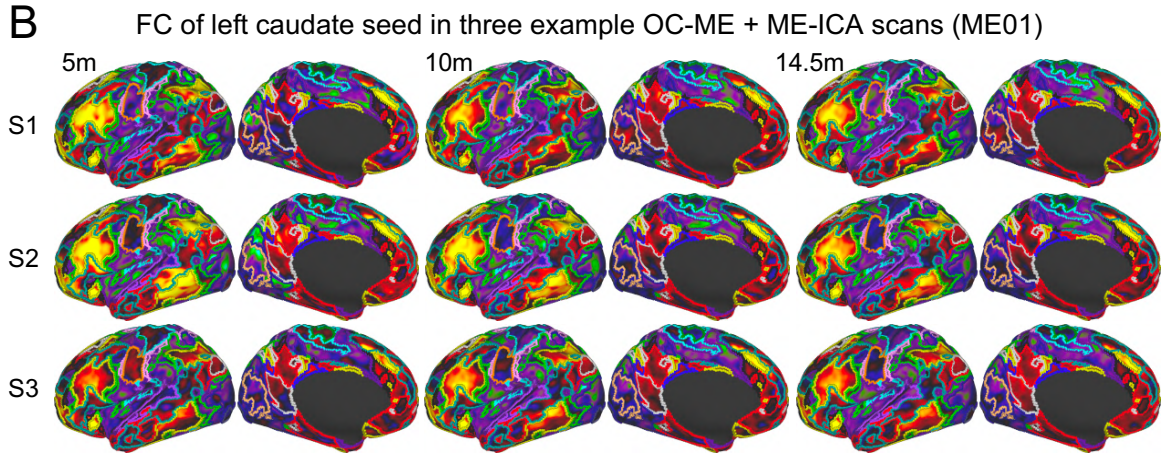 B
FC of left caudate seed in three example OC-ME + ME-ICA scans (ME01)
5m 10m 14.5m
S1
S2
S3